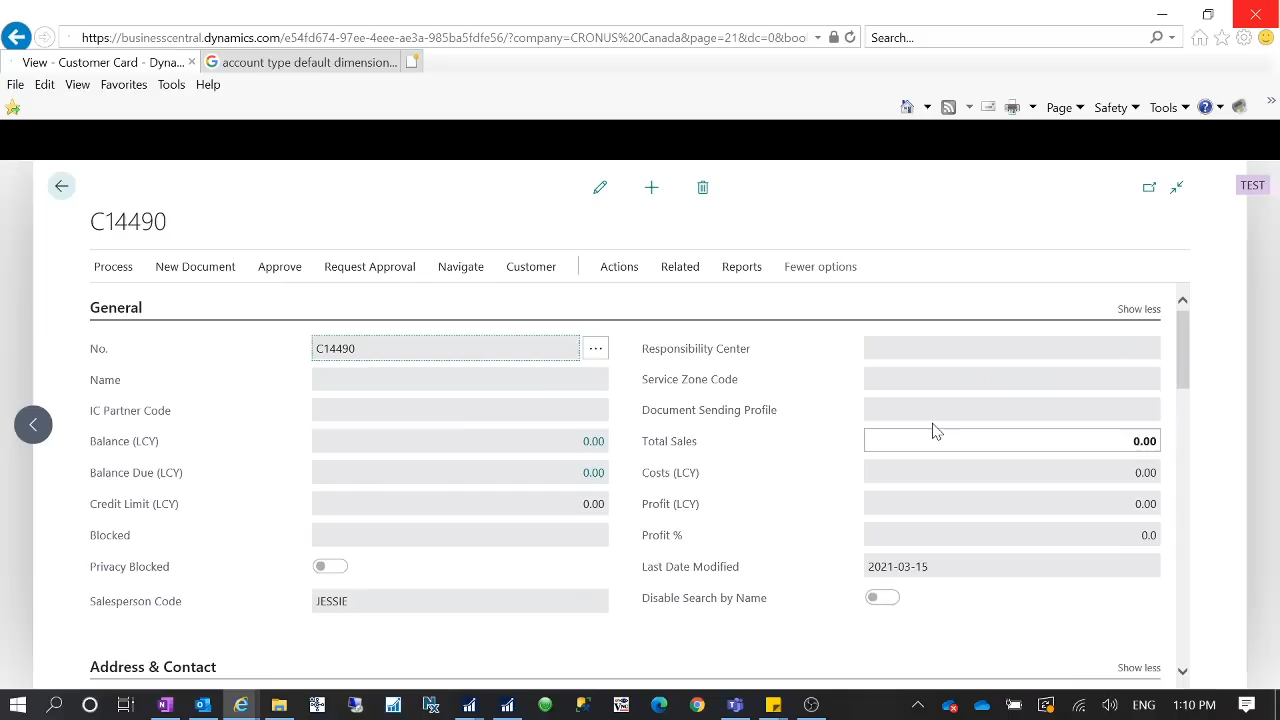 https://businesscentral.dynamics.com/e54fd674-97ee-4eee-ae3a-985ba5fdfe56/?company=CRONUS%20Canada&page=21&dc=0&boo
Search...
View - Customer Card - Dyna...
account type default dimension...
File Edit View Favorites Tools Help
Page Safety Tools
TEST
C14490
Process New Document Approve Request Approval Navigate Customer Actions Related Reports Fewer options
General Show less
No. C14490 ... Responsibility Center
Name Service Zone Code
IC Partner Code Document Sending Profile
Balance (LCY) 0.00 Total Sales 0.00
Balance Due (LCY) 0.00 Costs (LCY) 0.00
Credit Limit (LCY) 0.00 Profit (LCY) 0.00
Blocked Profit % 0.0
Privacy Blocked Last Date Modified 2021-03-15
Salesperson Code JESSIE Disable Search by Name
Address & Contact Show less
ENG 1:10 PM